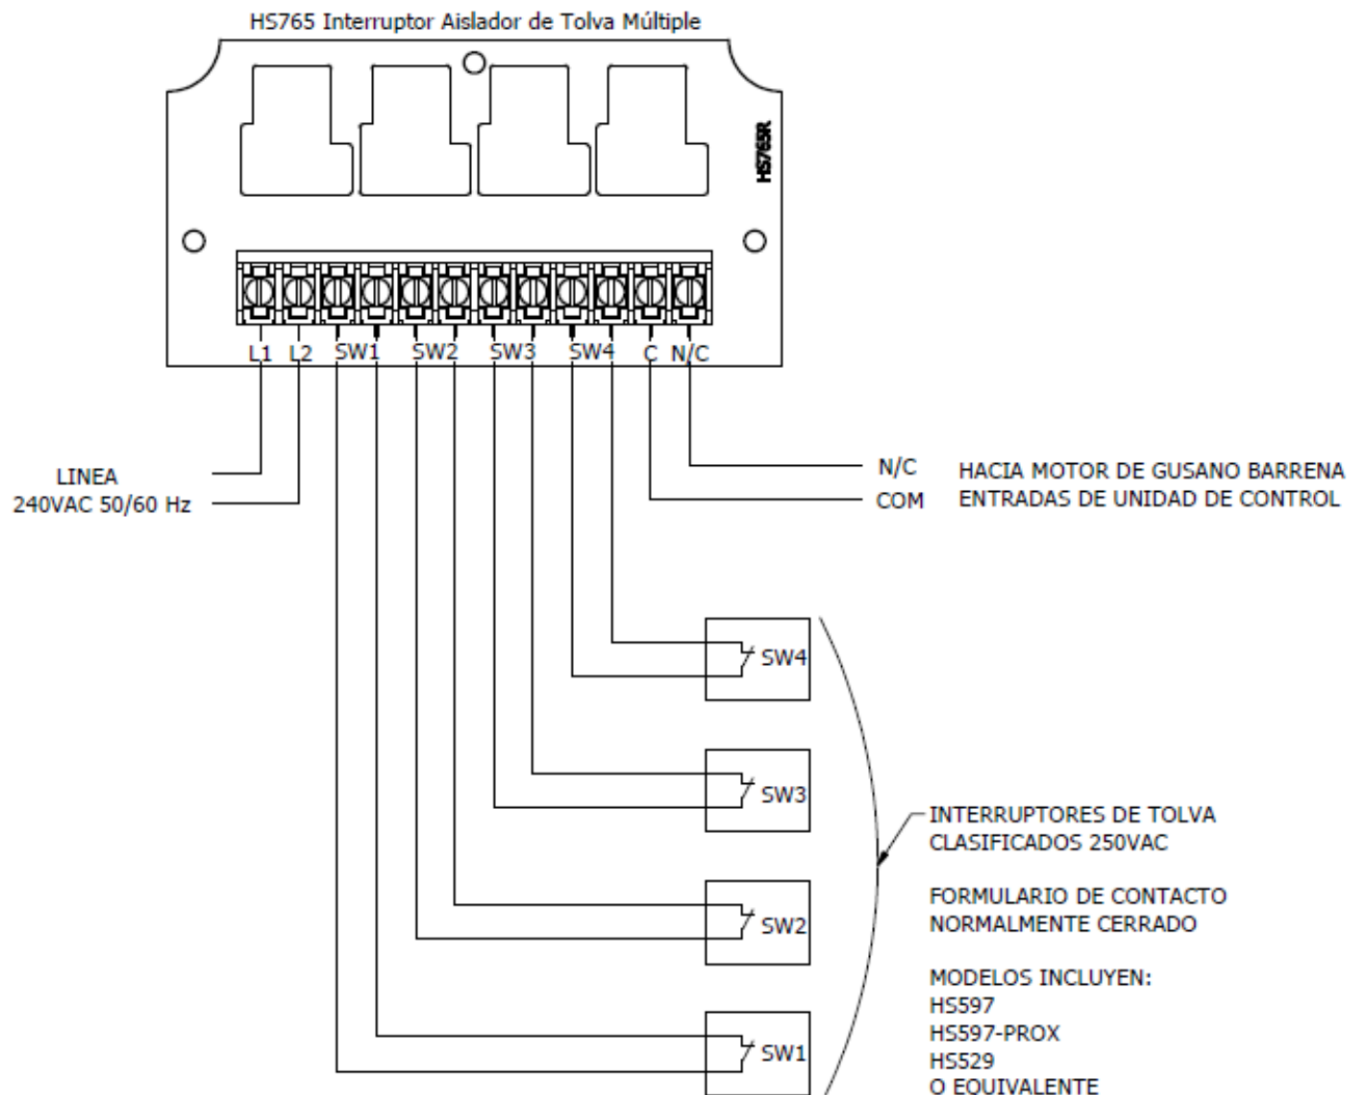 HS765 Interruptor Aislador de Tolva Múltiple
HS765R
L1 L2 SW1 SW2 SW3 SW4 C N/C
LINEA
240VAC 50/60 Hz
N/C HACIA MOTOR DE GUSANO BARRENA
COM ENTRADAS DE UNIDAD DE CONTROL
SW4
SW3
SW2
SW1
INTERRUPTORES DE TOLVA
CLASIFICADOS 250VAC
FORMULARIO DE CONTACTO
NORMALMENTE CERRADO
MODELOS INCLUYEN:
HS597
HS597-PROX
HS529
O EQUIVALENTE